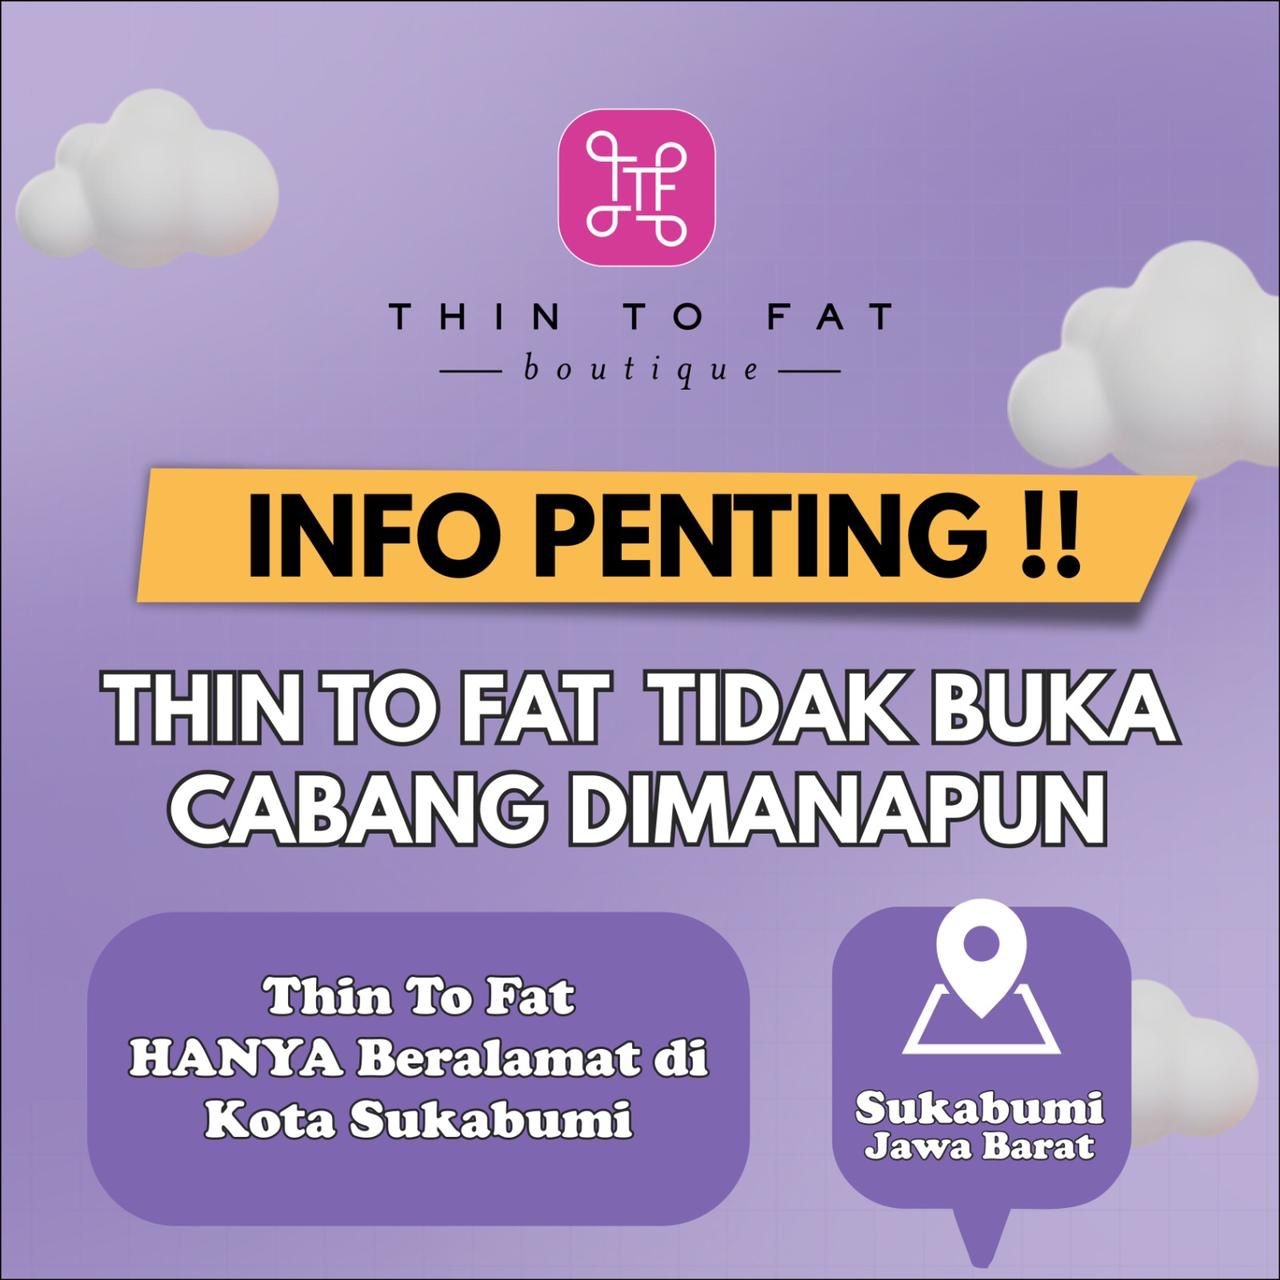 TTF
THIN TO FAT
boutique
INFO PENTING !!
THIN TO FAT TIDAK BUKA
CABANG DIMANAPUN
Thin To Fat
HANYA Beralamat di
Kota Sukabumi
Sukabumi
Jawa Barat